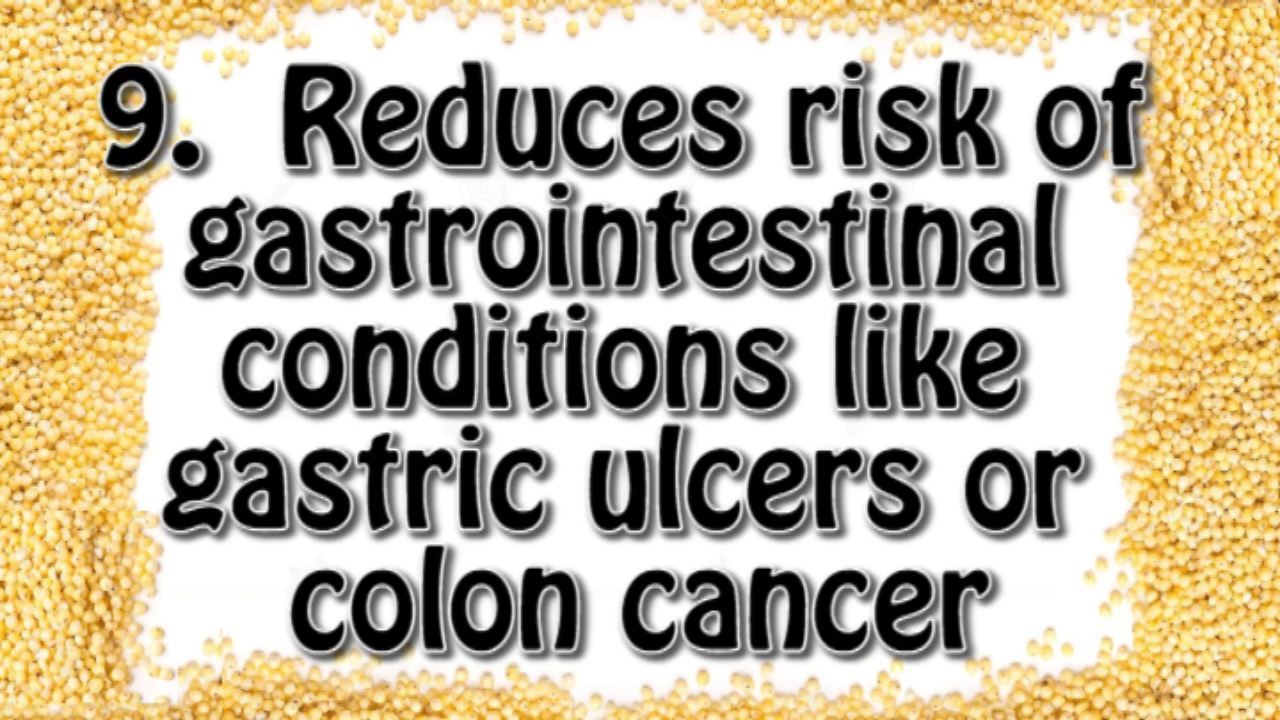 9. Reduces risk of
gastrointestinal
conditions like
gastric ulcers or
colon cancer